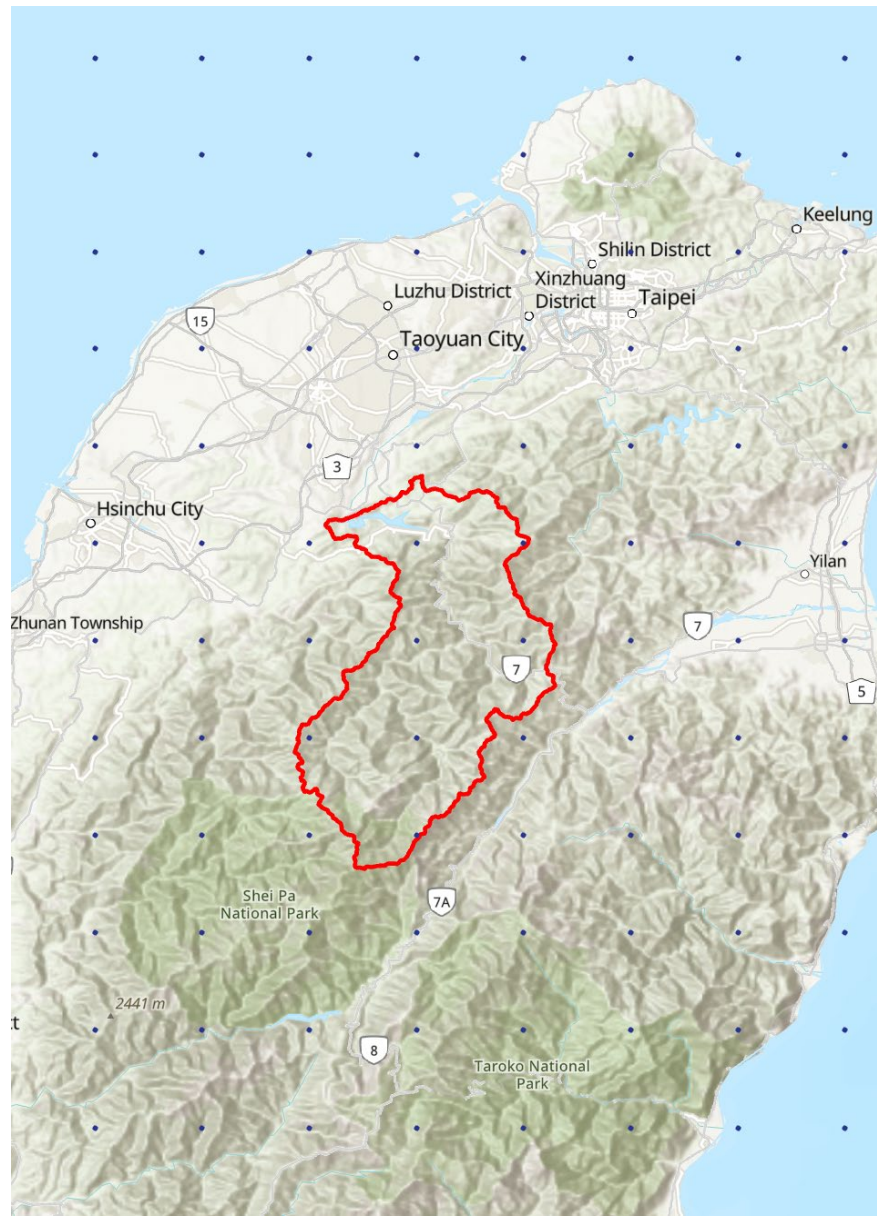 Keelung
Shilin District
Xinzhuang
District
Taipei
Luzhu District
15
Taoyuan City
3
Hsinchu City
Yilan
Zhunan Township
7
7
5
Shei Pa
National Park
7A
2441 m
ct
8
Taroko National
Park